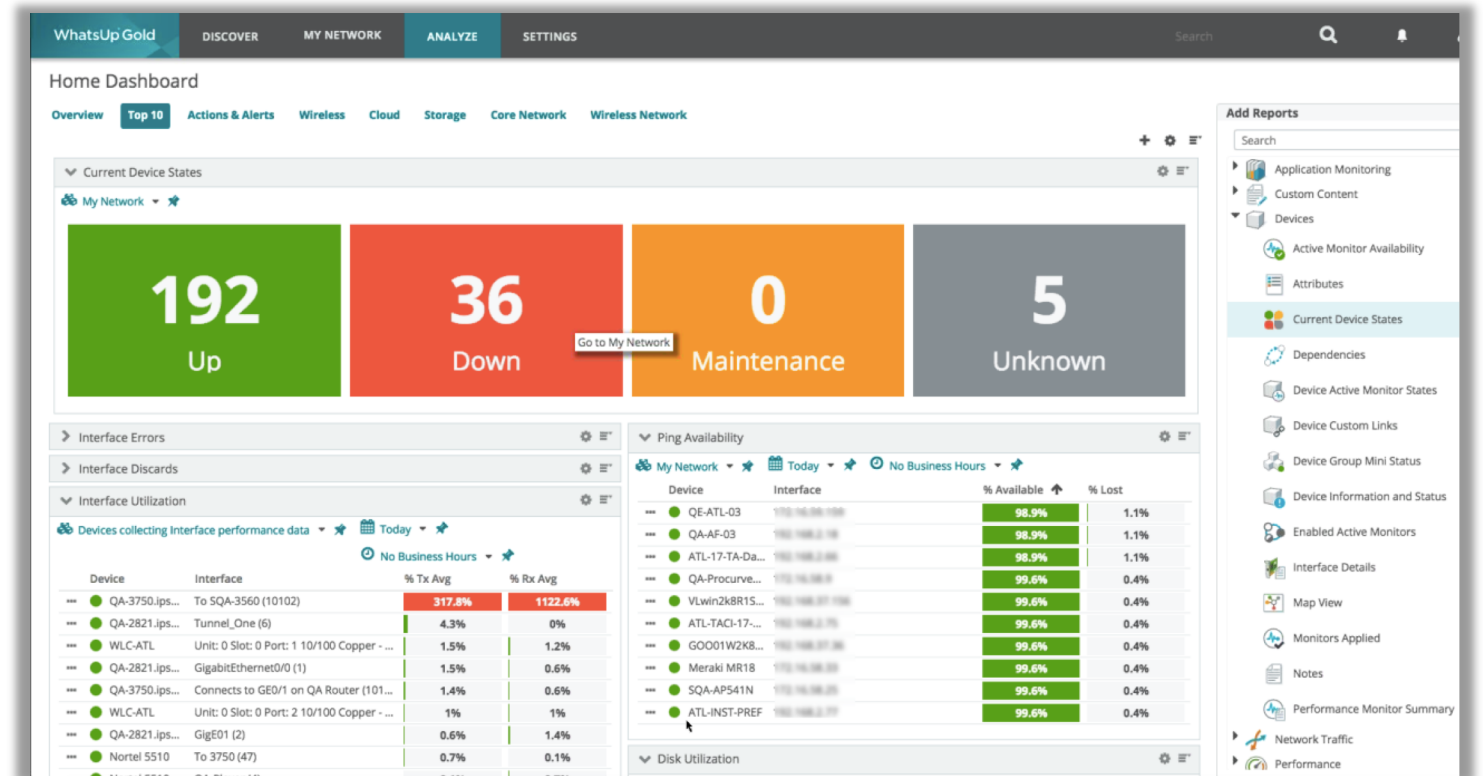 WhatsUp Gold DISCOVER MY NETWORK ANALYZE SETTINGS Search
Home Dashboard
Overview Top 10 Actions & Alerts Wireless Cloud Storage Core Network Wireless Network
Current Device States
My Network
192
Up
36
Down
Go to My Network
0
Maintenance
5
Unknown
Interface Errors
Interface Discards
Interface Utilization
Devices collecting Interface performance data Today
No Business Hours
Device Interface % Tx Avg % Rx Avg
QA-3750.ips... To SQA-3560 (10102) 317.8% 1122.6%
QA-2821.ips... Tunnel_One (6) 4.3% 0%
WLC-ATL Unit: 0 Slot: 0 Port: 1 10/100 Copper - ... 1.5% 1.2%
QA-2821.ips... GigabitEthernet0/0 (1) 1.5% 0.6%
QA-3750.ips... Connects to GE0/1 on QA Router (101... 1.4% 0.6%
WLC-ATL Unit: 0 Slot: 0 Port: 2 10/100 Copper - ... 1% 1%
QA-2821.ips... GigE01 (2) 0.6% 1.4%
Nortel 5510 To 3750 (47) 0.7% 0.1%
Ping Availability
My Network Today No Business Hours
Device Interface % Available % Lost
QE-ATL-03 98.9% 1.1%
QA-AF-03 98.9% 1.1%
ATL-17-TA-Da... 98.9% 1.1%
QA-Procurve... 99.6% 0.4%
VLwin2k8R1S... 99.6% 0.4%
ATL-TACI-17-... 99.6% 0.4%
GOO01W2K8... 99.6% 0.4%
Meraki MR18 99.6% 0.4%
SQA-AP541N 99.6% 0.4%
ATL-INST-PREF 99.6% 0.4%
Disk Utilization
Add Reports
Search
Application Monitoring
Custom Content
Devices
Active Monitor Availability
Attributes
Current Device States
Dependencies
Device Active Monitor States
Device Custom Links
Device Group Mini Status
Device Information and Status
Enabled Active Monitors
Interface Details
Map View
Monitors Applied
Notes
Performance Monitor Summary
Network Traffic
Performance